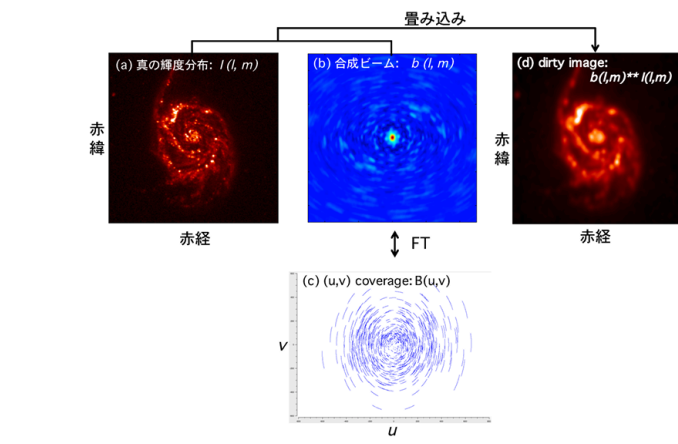 畳み込み
(a) 真の輝度分布: I (l, m)
(b) 合成ビーム: b (l, m)
(d) dirty image:
b(l,m)** I(l,m)
赤緯
赤緯
赤経
赤経
FT
(c) (u,v) coverage: B(u,v)
v
u